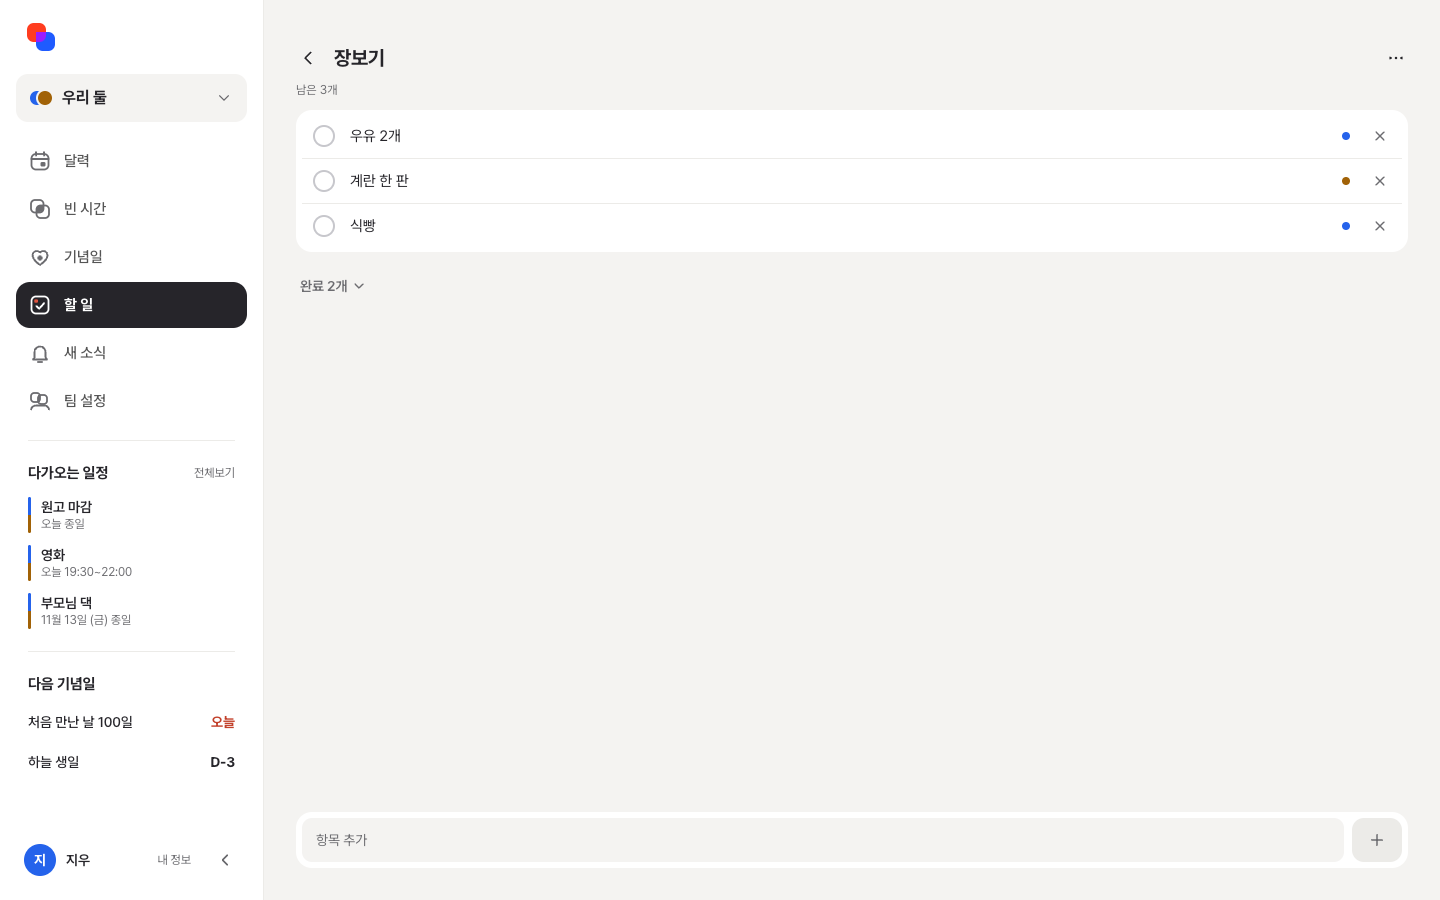 우리 둘
달력
빈 시간
기념일
할 일
새 소식
팀 설정
다가오는 일정 전체보기
원고 마감
오늘 종일
영화
오늘 19:30–22:00
부모님 댁
11월 13일 (금) 종일
다음 기념일
처음 만난 날 100일 오늘
하늘 생일 D-3
지 지우 내 정보
장보기
남은 3개
우유 2개
계란 한 판
식빵
완료 2개
항목 추가